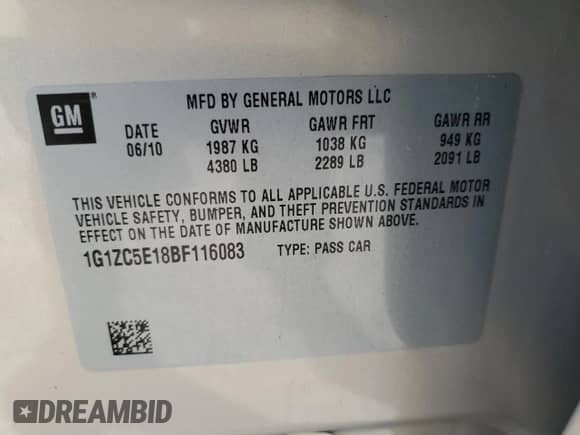 GM ®
MFD BY GENERAL MOTORS LLC
DATE GVWR GAWR FRT GAWR RR
06/10 1987 KG 1038 KG 949 KG
4380 LB 2289 LB 2091 LB
THIS VEHICLE CONFORMS TO ALL APPLICABLE U.S. FEDERAL MOTOR
VEHICLE SAFETY, BUMPER, AND THEFT PREVENTION STANDARDS IN
EFFECT ON THE DATE OF MANUFACTURE SHOWN ABOVE.
1G1ZC5E18BF116083 TYPE: PASS CAR
DREAMBID